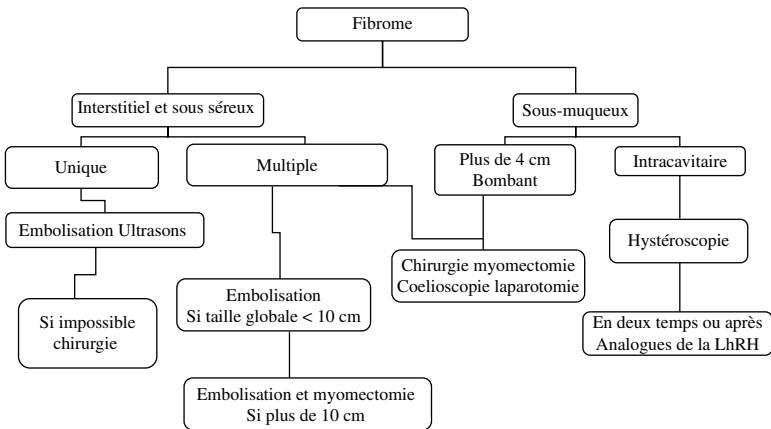 Fibrome
Interstitiel et sous séreux
Sous-muqueux
Unique
Multiple
Plus de 4 cm
Bombant
Intracavitaire
Embolisation Ultrasons
Hystéroscopie
Chirurgie myomectomie
Coelioscopie laparotomie
Embolisation
Si taille globale < 10 cm
Si impossible
chirurgie
En deux temps ou après
Analogues de la LhRH
Embolisation et myomectomie
Si plus de 10 cm